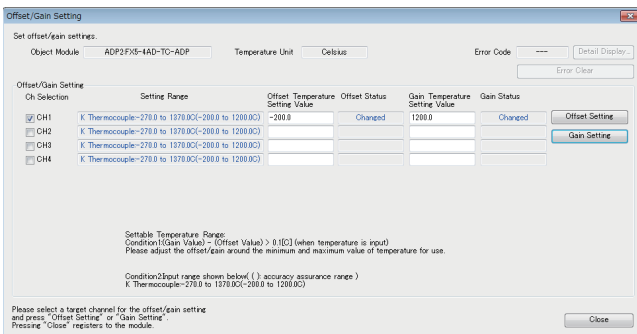 Offset/Gain Setting
Set offset/gain settings.
Object Module ADP2:FX5-4AD-TC-ADP Temperature Unit Celsius Error Code --- Detail Display...
Error Clear
Offset/Gain Setting
Ch Selection Setting Range Offset Temperature Setting Value Offset Status Gain Temperature Setting Value Gain Status
CH1 K Thermocouple:-270.0 to 1370.0C(-200.0 to 1200.0C) -200.0 Changed 1200.0 Changed Offset Setting
CH2 K Thermocouple:-270.0 to 1370.0C(-200.0 to 1200.0C) Gain Setting
CH3 K Thermocouple:-270.0 to 1370.0C(-200.0 to 1200.0C)
CH4 K Thermocouple:-270.0 to 1370.0C(-200.0 to 1200.0C)
Settable Temperature Range:
Condition1:(Gain Value) - (Offset Value) > 0.1[C] (when temperature is input)
Please adjust the offset/gain around the minimum and maximum value of temperature for use.
Condition2:Input range shown below( ( ): accuracy assurance range )
K Thermocouple:-270.0 to 1370.0C(-200.0 to 1200.0C)
Please select a target channel for the offset/gain setting
and press "Offset Setting" or "Gain Setting".
Pressing "Close" registers to the module.
Close